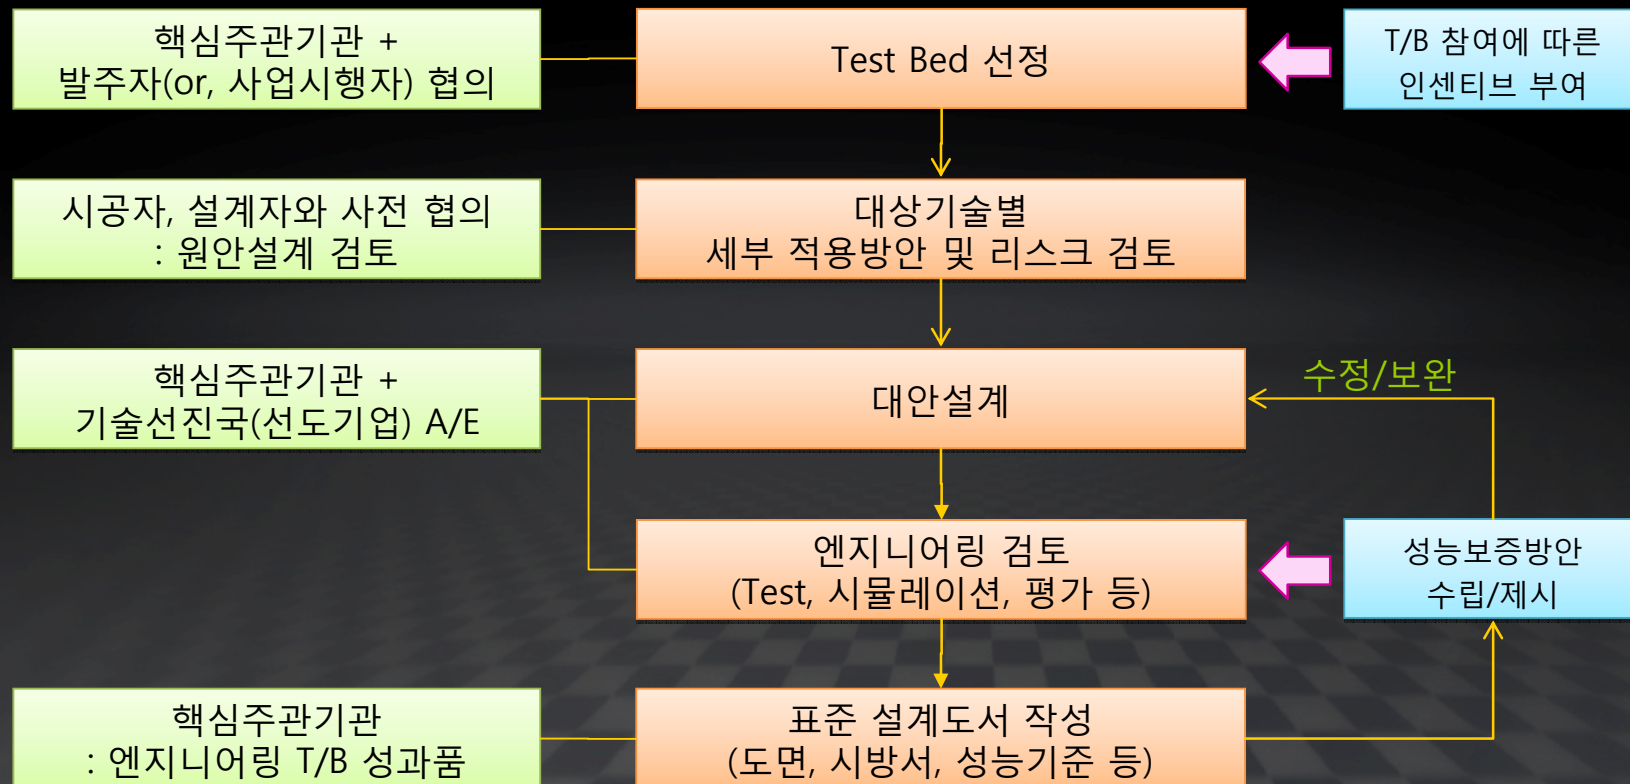 핵심주관기관 +
발주자(or, 사업시행자) 협의
Test Bed 선정
T/B 참여에 따른
인센티브 부여
시공자, 설계자와 사전 협의
: 원안설계 검토
대상기술별
세부 적용방안 및 리스크 검토
핵심주관기관 +
기술선진국(선도기업) A/E
대안설계
수정/보완
엔지니어링 검토
(Test, 시뮬레이션, 평가 등)
성능보증방안
수립/제시
핵심주관기관
: 엔지니어링 T/B 성과품
표준 설계도서 작성
(도면, 시방서, 성능기준 등)